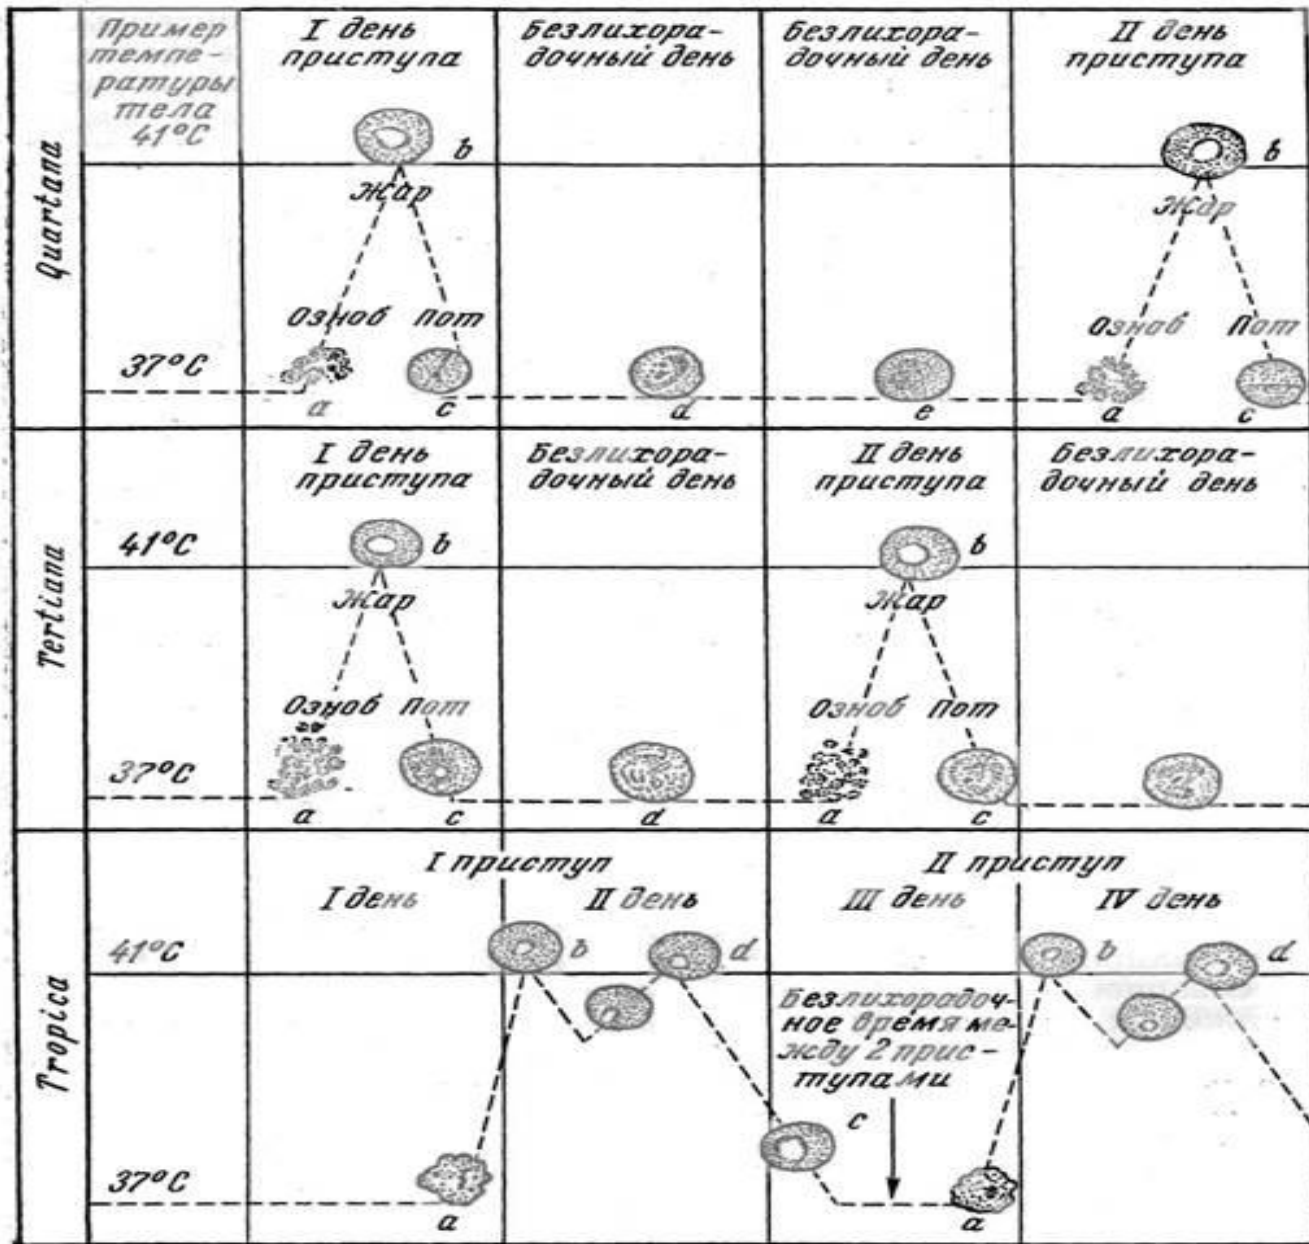 Quartana
Пример
темпе-
ратуры
тела
41°C
I день
приступа
Безлихора-
дочный день
Безлихора-
дочный день
II день
приступа
b
b
Жар
Жар
Озноб Пот
Озноб Пот
37°C
a
c
d
e
a
c
Tertiana
I день
приступа
Безлихора-
дочный день
II день
приступа
Безлихора-
дочный день
41°C
b
b
Жар
Жар
Озноб Пот
Озноб Пот
37°C
a
c
d
a
c
Tropica
I приступ
II приступ
I день
II день
III день
IV день
41°C
b
d
b
d
Безлихорадоч-
ное время ме-
жду 2 прис-
тупами
c
37°C
a
a